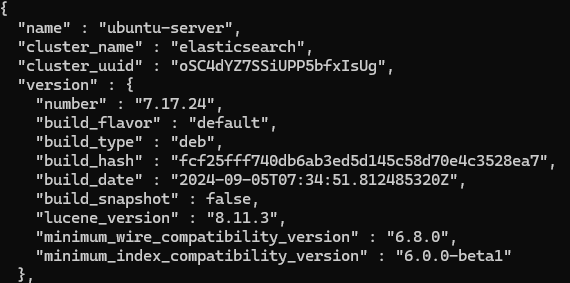 {
"name" : "ubuntu-server",
"cluster_name" : "elasticsearch",
"cluster_uuid" : "oSC4dYZ7SSiUPP5bfxIsUg",
"version" : {
"number" : "7.17.24",
"build_flavor" : "default",
"build_type" : "deb",
"build_hash" : "fcf25fff740db6ab3ed5d145c58d70e4c3528ea7",
"build_date" : "2024-09-05T07:34:51.812485320Z",
"build_snapshot" : false,
"lucene_version" : "8.11.3",
"minimum_wire_compatibility_version" : "6.8.0",
"minimum_index_compatibility_version" : "6.0.0-beta1"
},